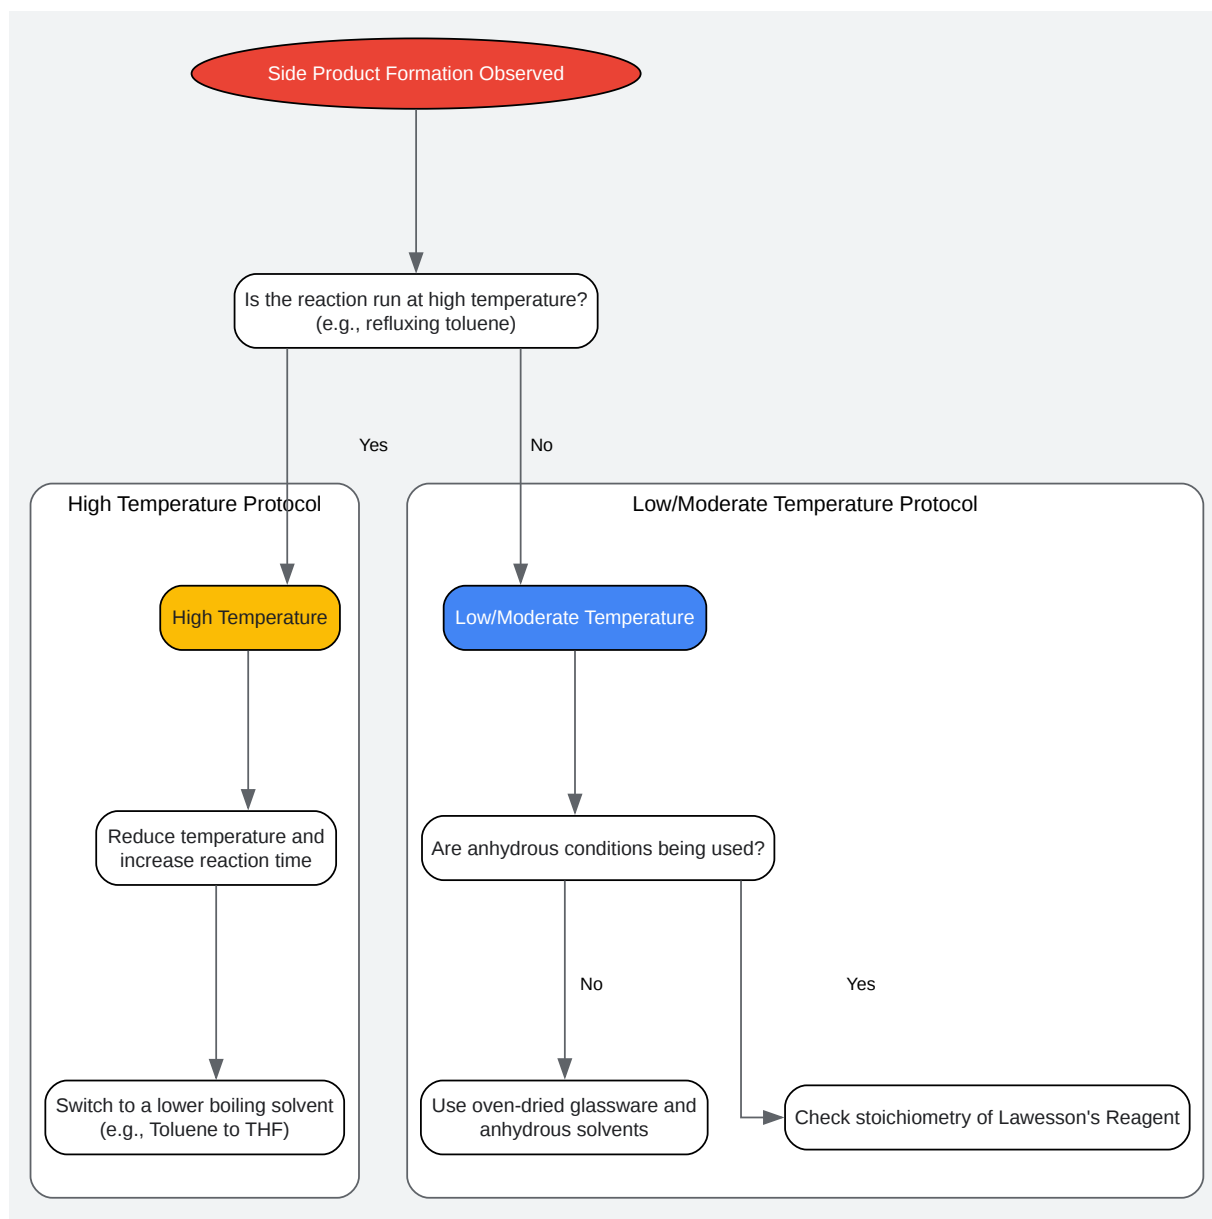 Side Product Formation Observed
Is the reaction run at high temperature?
(e.g., refluxing toluene)
Yes
No
High Temperature Protocol
High Temperature
Reduce temperature and
increase reaction time
Switch to a lower boiling solvent
(e.g., Toluene to THF)
Low/Moderate Temperature Protocol
Low/Moderate Temperature
Are anhydrous conditions being used?
No
Yes
Use oven-dried glassware and
anhydrous solvents
Check stoichiometry of Lawesson's Reagent